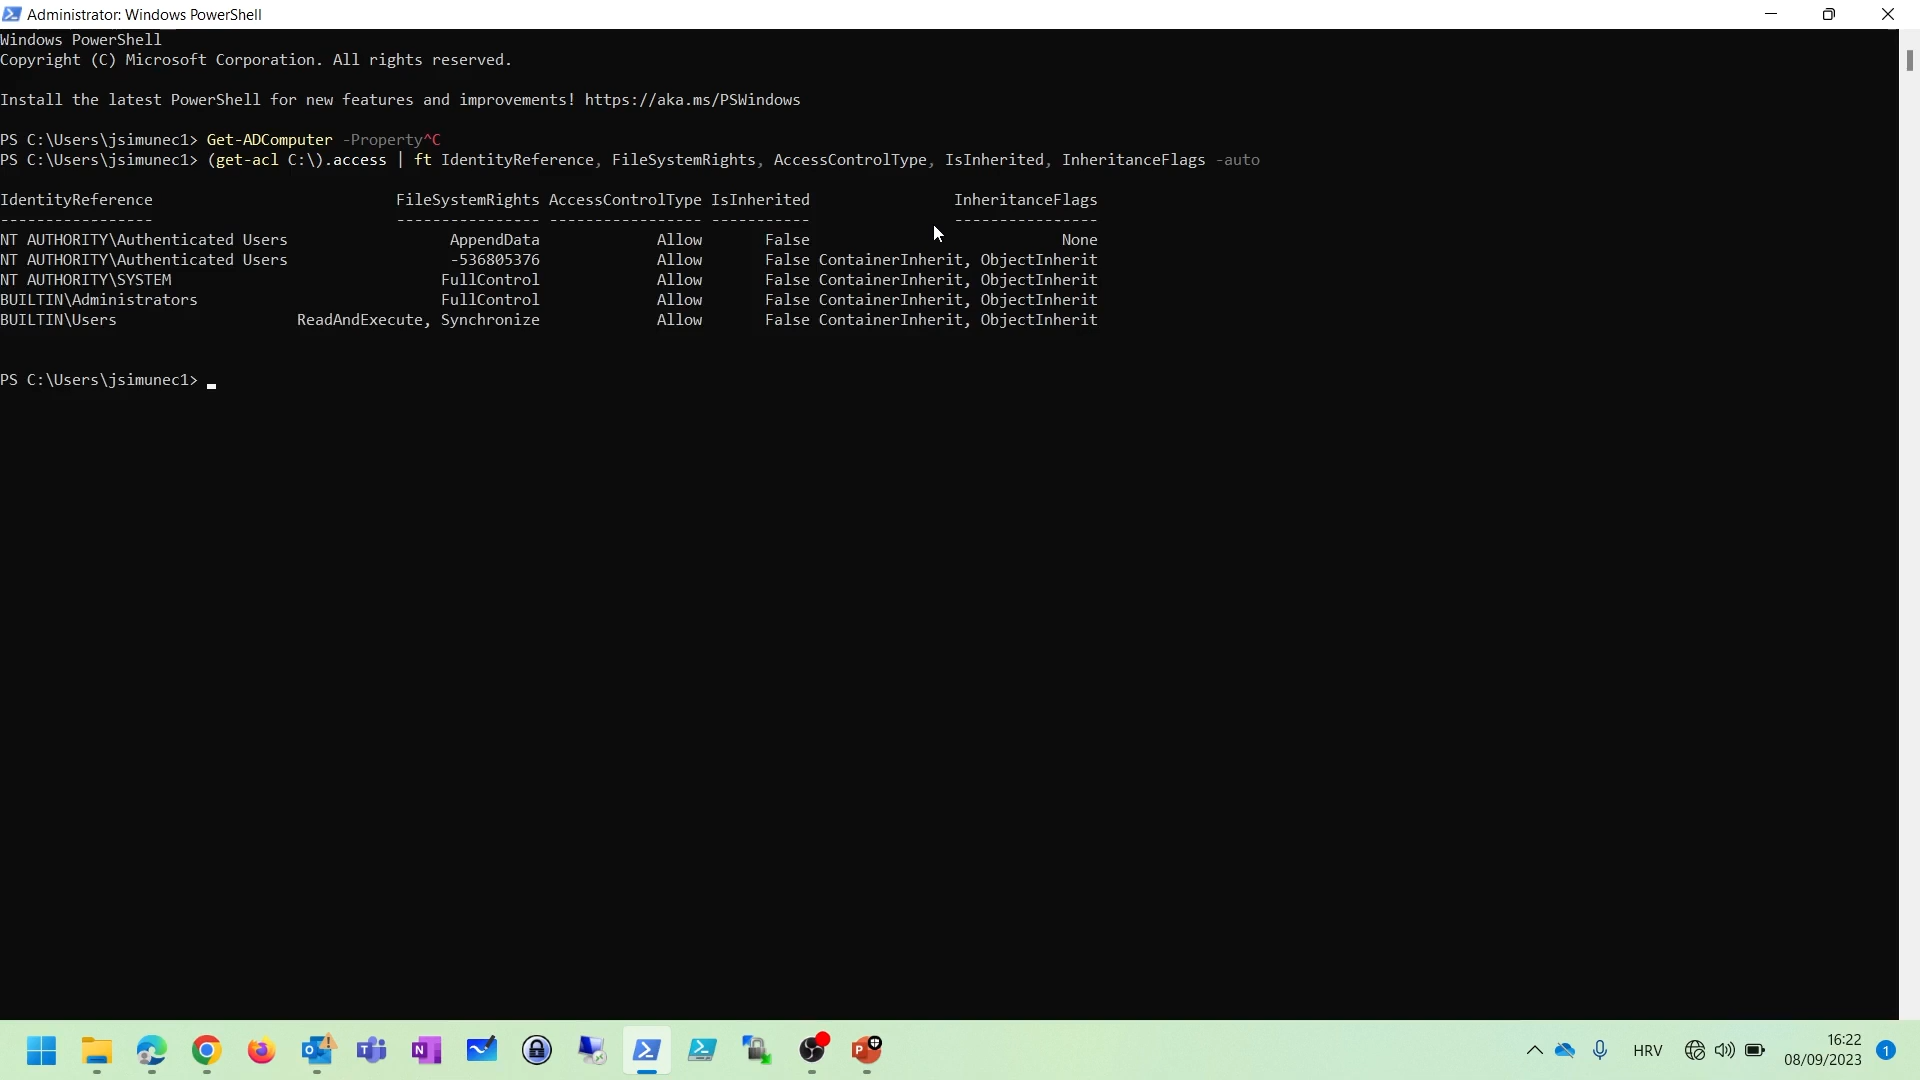 Administrator: Windows PowerShell
Windows PowerShell
Copyright (C) Microsoft Corporation. All rights reserved.
Install the latest PowerShell for new features and improvements! https://aka.ms/PSWindows
PS C:\Users\jsimunec1> Get-ADComputer -Property^C
PS C:\Users\jsimunec1> (get-acl C:\).access | ft IdentityReference, FileSystemRights, AccessControlType, IsInherited, InheritanceFlags -auto
IdentityReference FileSystemRights AccessControlType IsInherited InheritanceFlags
----------------- ---------------- ----------------- ----------- ----------------
NT AUTHORITY\Authenticated Users AppendData Allow False None
NT AUTHORITY\Authenticated Users -536805376 Allow False ContainerInherit, ObjectInherit
NT AUTHORITY\SYSTEM FullControl Allow False ContainerInherit, ObjectInherit
BUILTIN\Administrators FullControl Allow False ContainerInherit, ObjectInherit
BUILTIN\Users ReadAndExecute, Synchronize Allow False ContainerInherit, ObjectInherit
PS C:\Users\jsimunec1>
HRV
16:22
08/09/2023
1